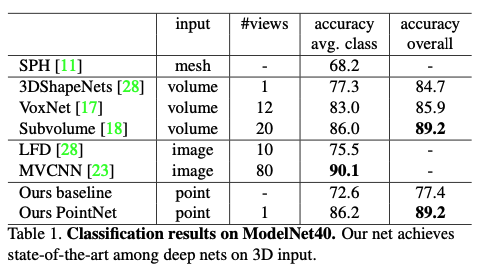 input #views accuracy accuracy
avg. class overall
SPH [11] mesh - 68.2 -
3DShapeNets [28] volume 1 77.3 84.7
VoxNet [17] volume 12 83.0 85.9
Subvolume [18] volume 20 86.0 89.2
LFD [28] image 10 75.5 -
MVCNN [23] image 80 90.1 -
Ours baseline point - 72.6 77.4
Ours PointNet point 1 86.2 89.2
Table 1. Classification results on ModelNet40. Our net achieves
state-of-the-art among deep nets on 3D input.